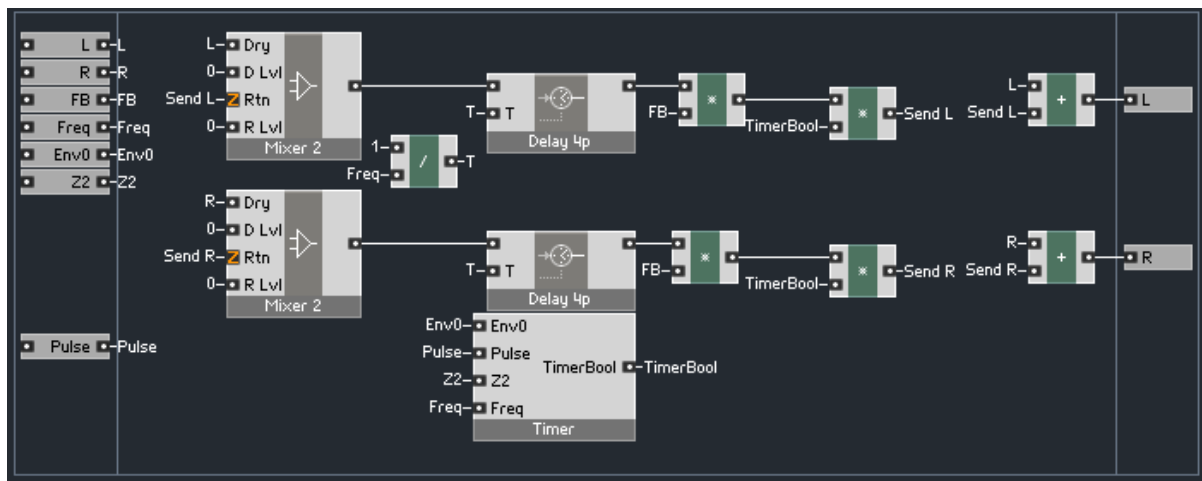 L L
R R
FB FB
Freq Freq
Env0 Env0
Z2 Z2
Pulse Pulse
L Dry
0 D Lvl
Send L Z Rtn
0 R Lvl
Mixer 2
1 /
Freq
T
T T
Delay 4p
FB *
TimerBool *
Send L
L
Send L +
L
R Dry
0 D Lvl
Send R Z Rtn
0 R Lvl
Mixer 2
T T
Delay 4p
FB *
TimerBool *
Send R
R
Send R +
R
Env0 Env0
Pulse Pulse
TimerBool TimerBool
Z2 Z2
Freq Freq
Timer